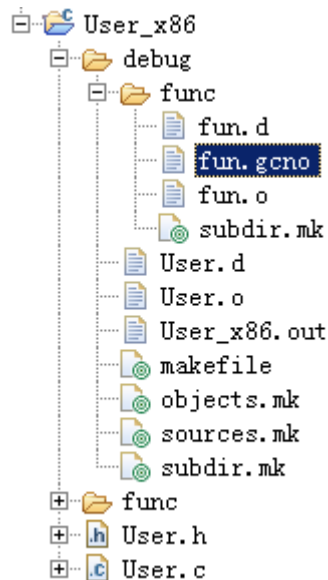 User_x86
debug
func
fun.d
fun.gcno
fun.o
subdir.mk
User.d
User.o
User_x86.out
makefile
objects.mk
sources.mk
subdir.mk
func
User.h
User.c